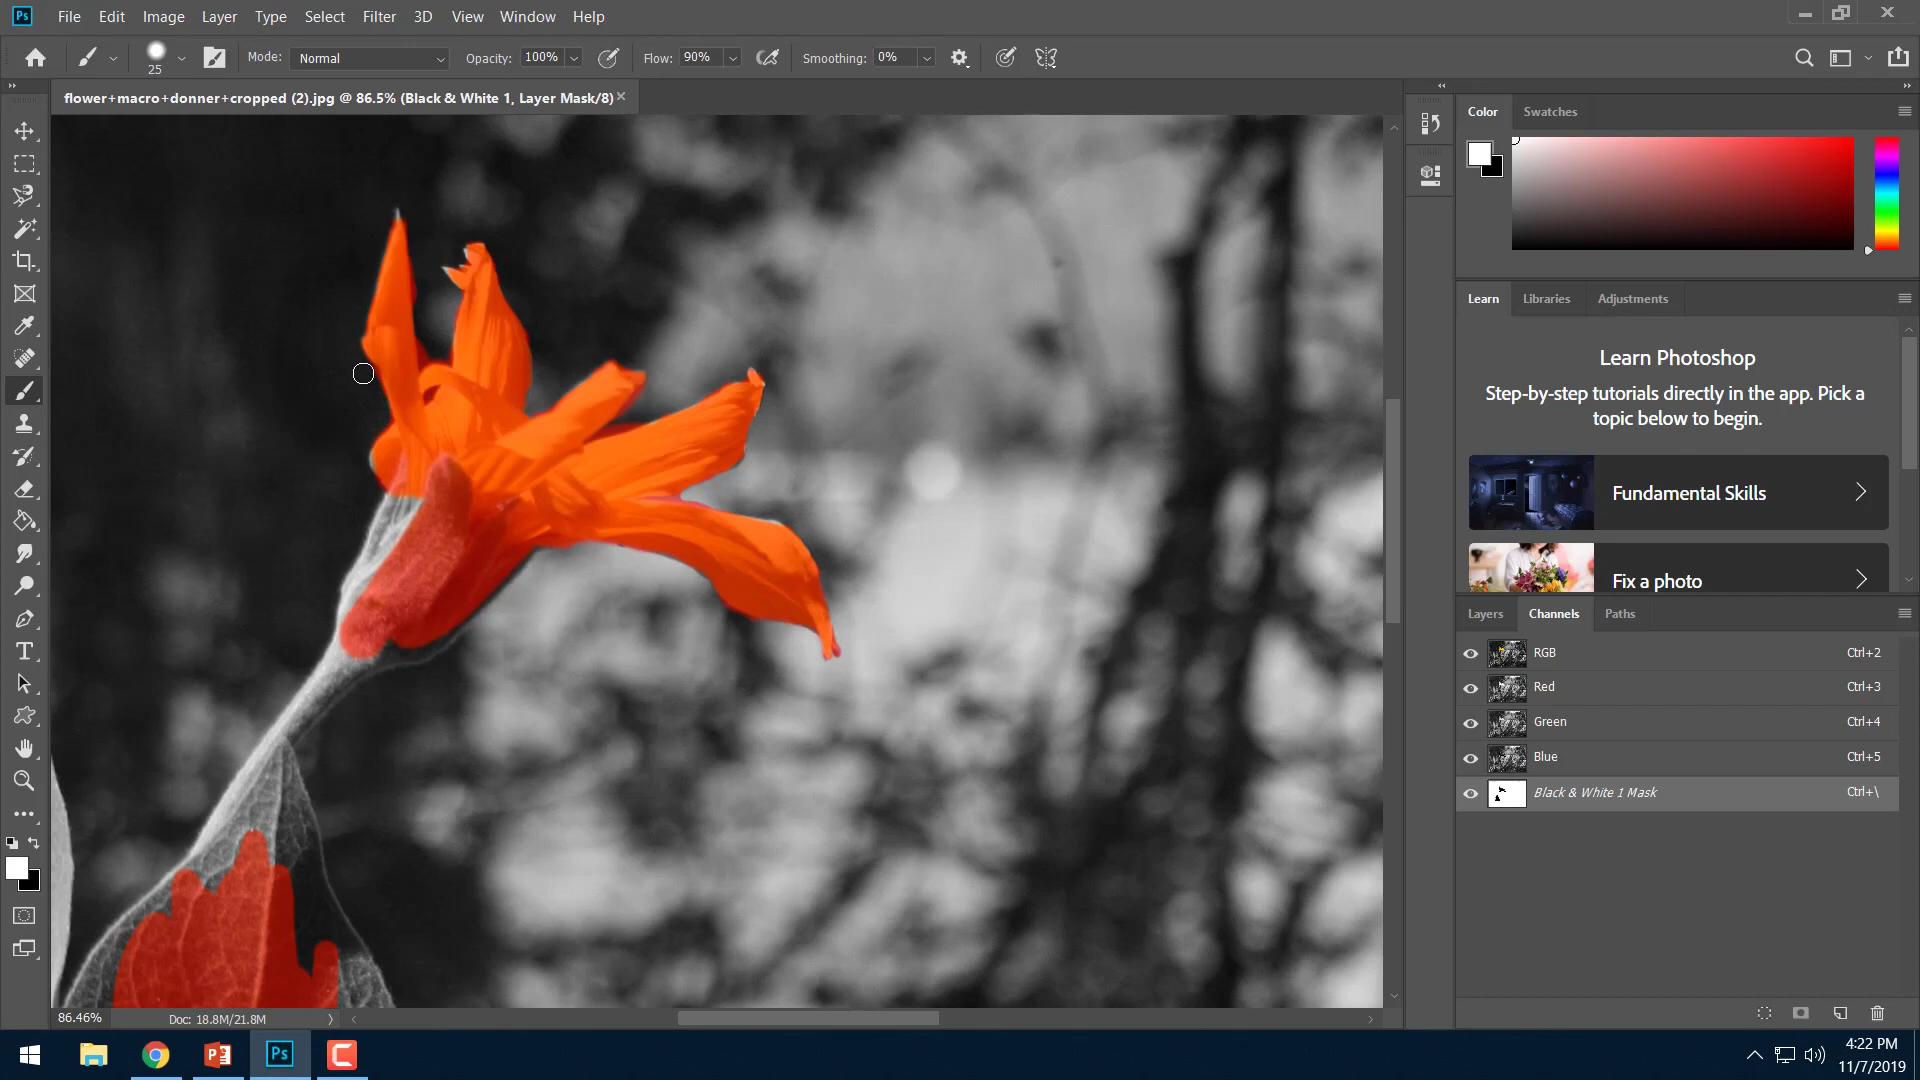 Ps File Edit Image Layer Type Select Filter 3D View Window Help
25 Mode: Normal Opacity: 100% Flow: 90% Smoothing: 0%
flower+macro+donner+cropped (2).jpg @ 86.5% (Black & White 1, Layer Mask/8) ×
Color Swatches
Learn Libraries Adjustments
Learn Photoshop
Step-by-step tutorials directly in the app. Pick a
topic below to begin.
Fundamental Skills
Fix a photo
Layers Channels Paths
RGB Ctrl+2
Red Ctrl+3
Green Ctrl+4
Blue Ctrl+5
Black & White 1 Mask Ctrl+\
86.46% Doc: 18.8M/21.8M
Ps
4:22 PM
11/7/2019